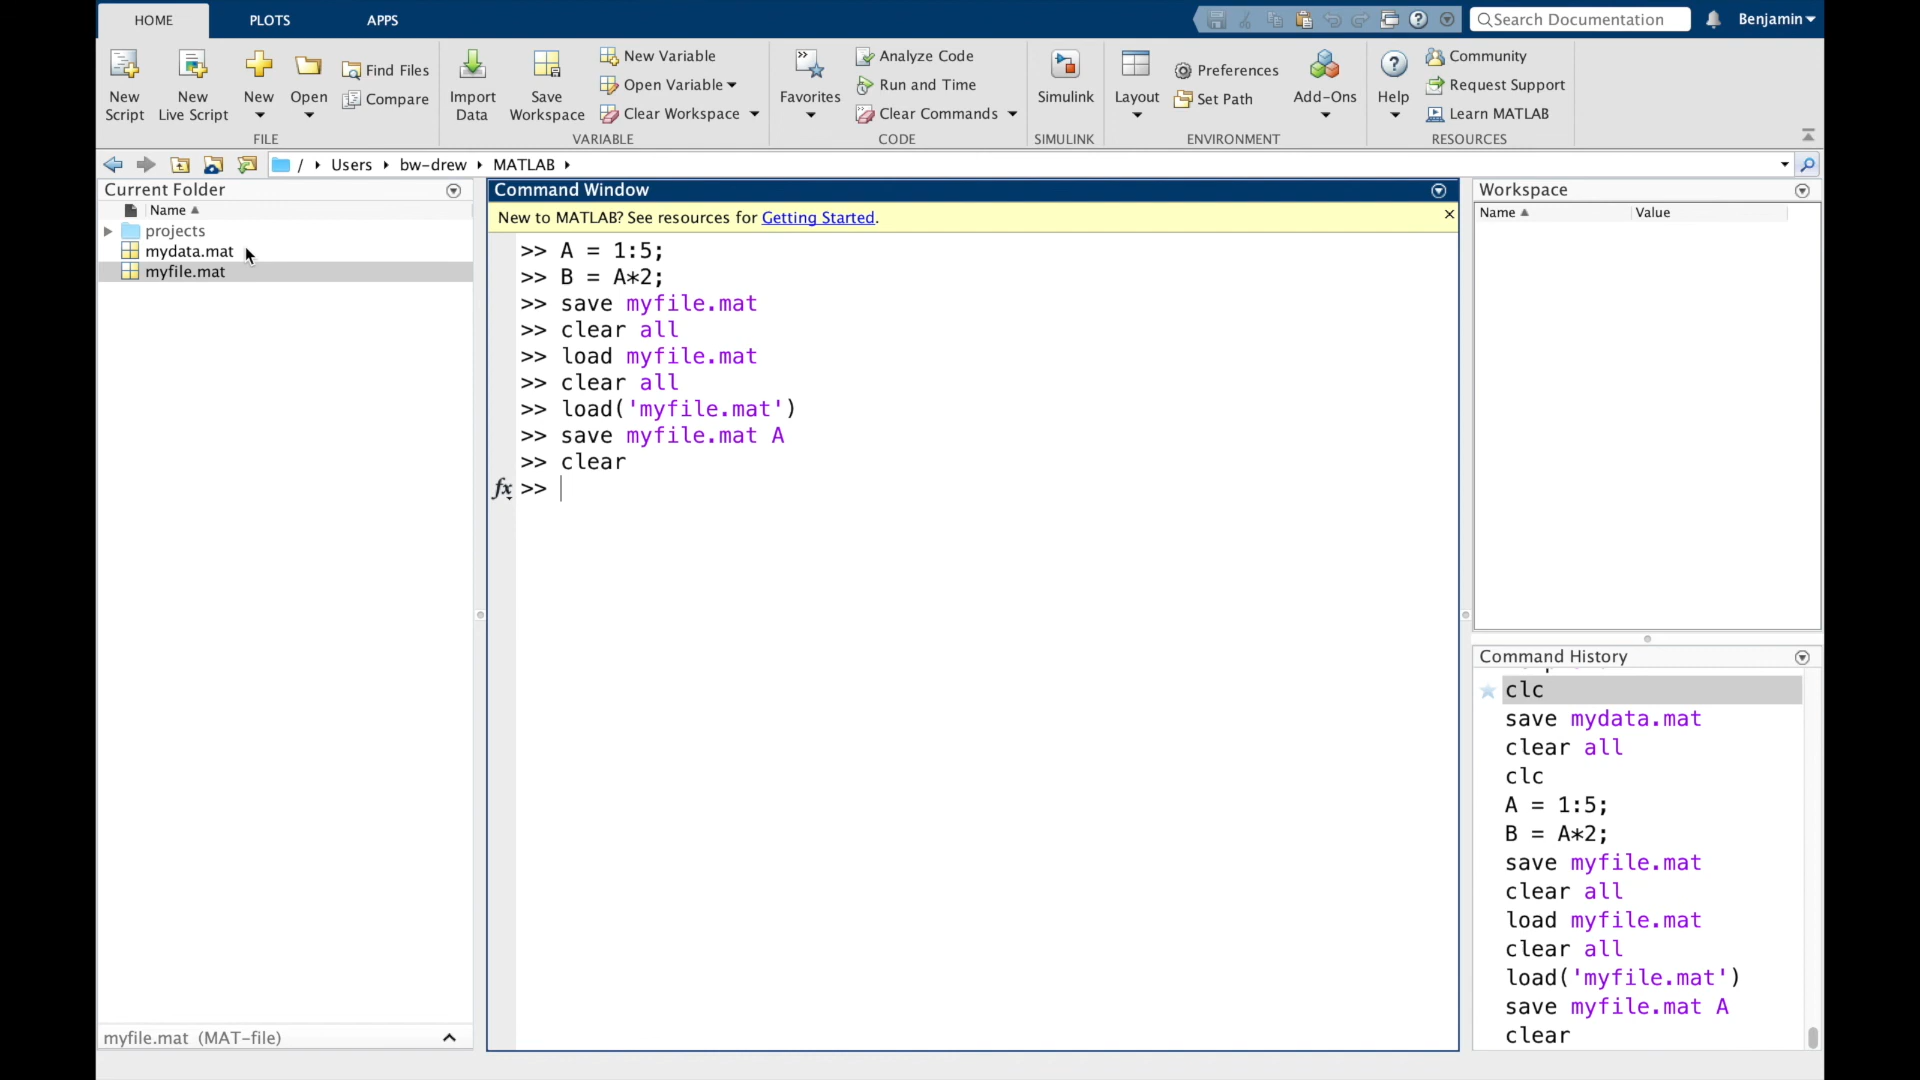 HOME PLOTS APPS
Search Documentation
Benjamin
New Script
New Live Script
New
Open
Find Files
Compare
FILE
Import Data
Save Workspace
New Variable
Open Variable
Clear Workspace
VARIABLE
Favorites
Analyze Code
Run and Time
Clear Commands
CODE
Simulink
SIMULINK
Layout
Preferences
Set Path
Add-Ons
ENVIRONMENT
Help
Community
Request Support
Learn MATLAB
RESOURCES
/ Users bw-drew MATLAB
Current Folder
Name
projects
mydata.mat
myfile.mat
myfile.mat (MAT-file)
Command Window
New to MATLAB? See resources for Getting Started.
>> A = 1:5;
>> B = A*2;
>> save myfile.mat
>> clear all
>> load myfile.mat
>> clear all
>> load('myfile.mat')
>> save myfile.mat A
>> clear
fx >>
Workspace
Name Value
Command History
clc
save mydata.mat
clear all
clc
A = 1:5;
B = A*2;
save myfile.mat
clear all
load myfile.mat
clear all
load('myfile.mat')
save myfile.mat A
clear